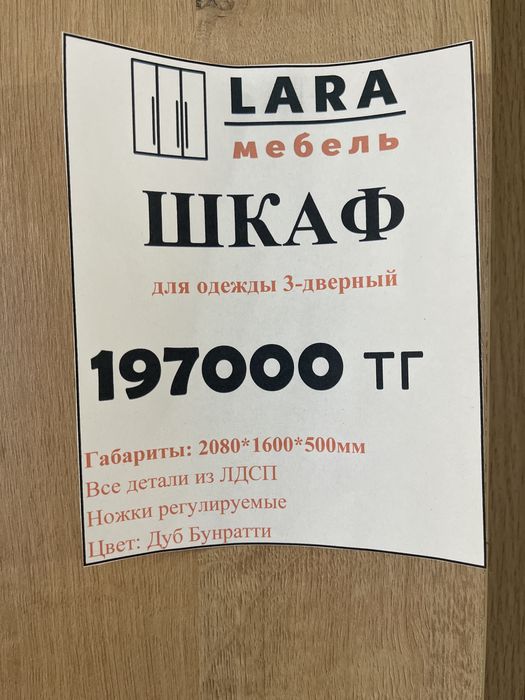 LARA
мебель
ШКАФ
для одежды 3-дверный
197000 тг
Габариты: 2080*1600*500мм
Все детали из ЛДСП
Ножки регулируемые
Цвет: Дуб Бунратти